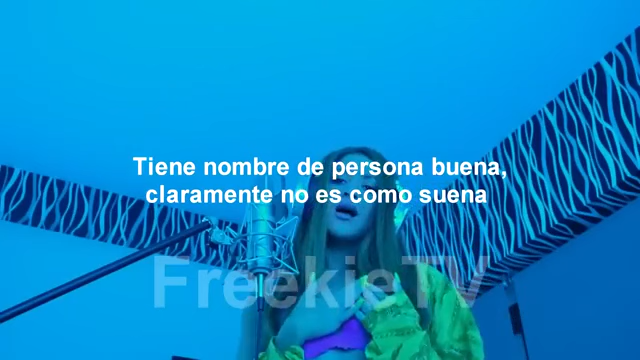 Tiene nombre de persona buena,
claramente no es como suena
FreekieTV